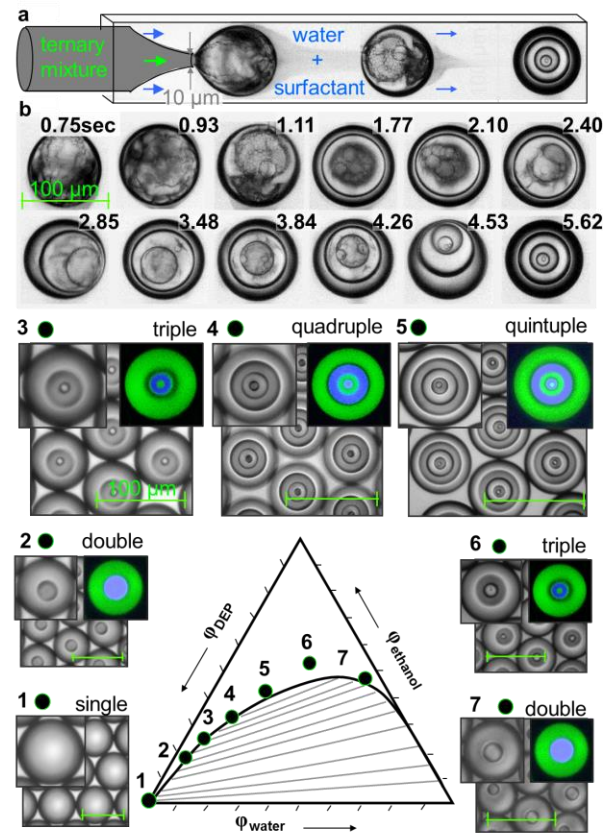 a
ternary
mixture
10 µm
water
+
surfactant
b
0.75sec
0.93
1.11
1.77
2.10
2.40
100 µm
2.85
3.48
3.84
4.26
4.53
5.62
3 triple
4 quadruple
5 quintuple
100 µm
2 double
6 triple
1 single
7 double
φDEP
φethanol
1
2
3
4
5
6
7
φwater